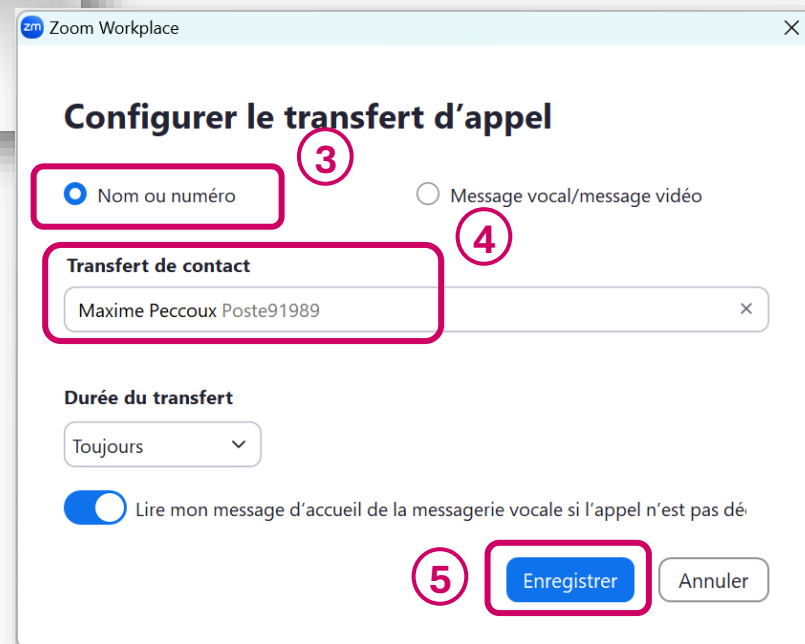 zm Zoom Workplace
Configurer le transfert d’appel
③
Nom ou numéro
Message vocal/message vidéo
④
Transfert de contact
Maxime Peccoux Poste91989
Durée du transfert
Toujours
Lire mon message d’accueil de la messagerie vocale si l’appel n’est pas dé
⑤
Enregistrer
Annuler